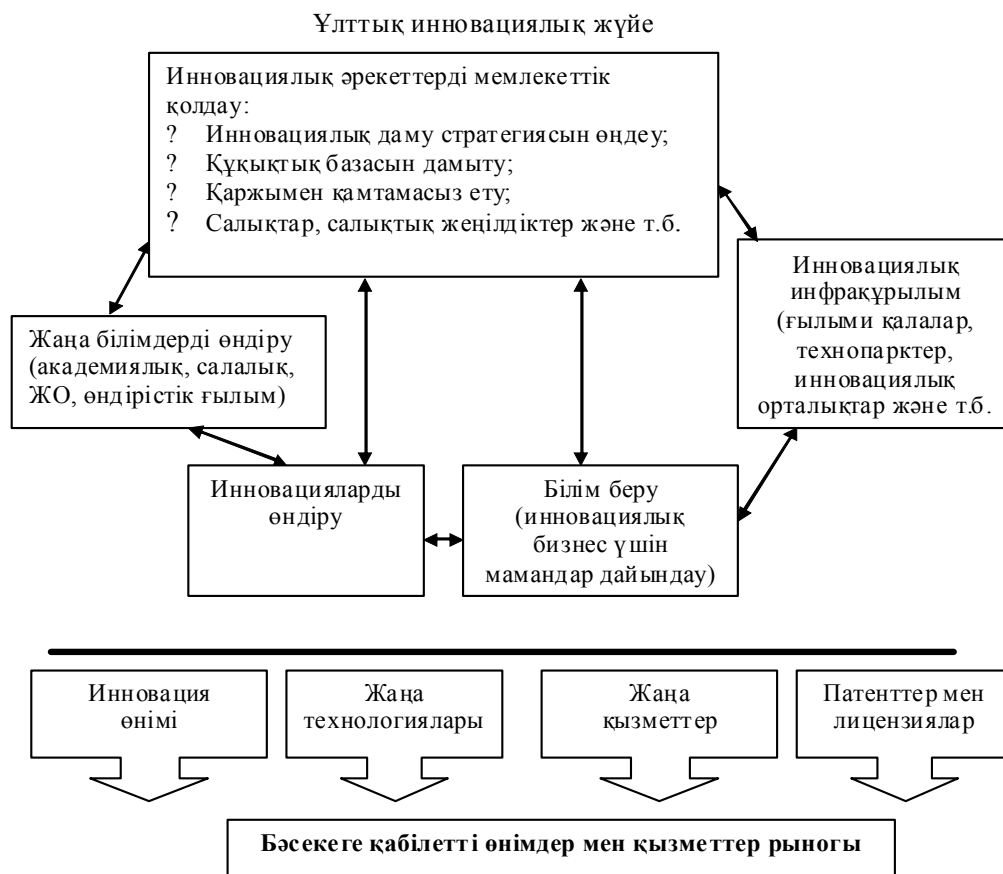 Ұлттық инновациялық жүйе
Инновациялық әрекеттерді мемлекеттік
қолдау:
? Инновациялық даму стратегиясын өңдеу;
? Құқықтық базасын дамыту;
? Қаржымен қамтамасыз ету;
? Салықтар, салықтық жеңілдіктер және т.б.
Инновациялық
инфрақұрылым
(ғылыми қалалар,
технопарктер,
инновациялық
орталықтар және т.б.
Жаңа білімдерді өндіру
(академиялық, салалық,
ЖО, өндірістік ғылым)
Инновацияларды
өндіру
Білім беру
(инновациялық
бизнес үшін
мамандар дайындау)
Инновация
өнімі
Жаңа
технологиялары
Жаңа
қызметтер
Патенттер мен
лицензиялар
Бәсекеге қабілетті өнімдер мен қызметтер рыногы